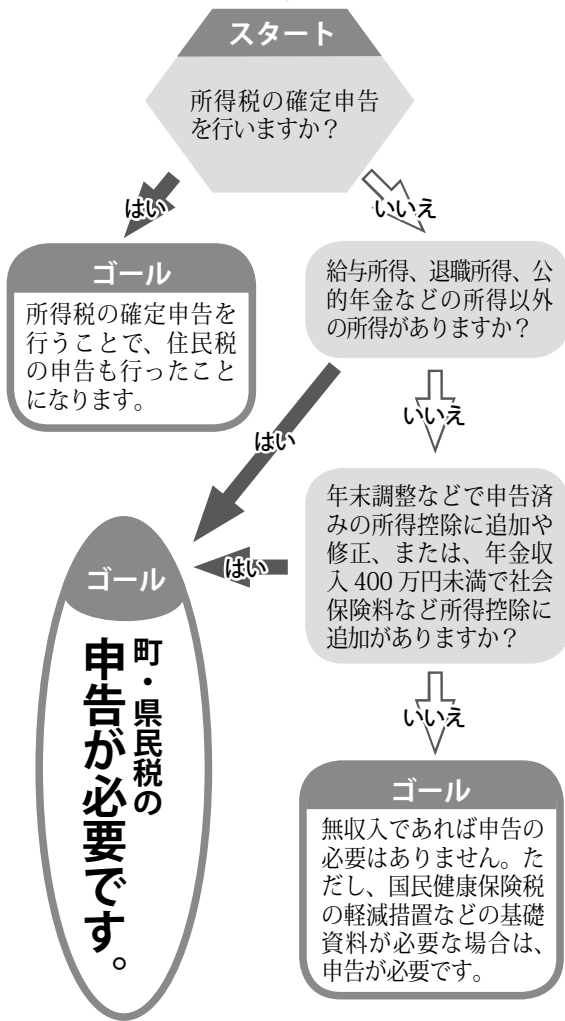 スタート
所得税の確定申告
を行いますか？
はい
いいえ
ゴール
所得税の確定申告を
行うことで、住民税
の申告も行ったこと
になります。
給与所得、退職所得、公
的年金などの所得以外
の所得がありますか？
はい
いいえ
年末調整などで申告済
みの所得控除に追加や
修正、または、年金収
入 400 万円未満で社会
保険料など所得控除に
追加がありますか？
はい
いいえ
ゴール
町・県民税の
申告が必要です。
ゴール
無収入であれば申告の
必要はありません。た
だし、国民健康保険税
の軽減措置などの基礎
資料が必要な場合は、
申告が必要です。